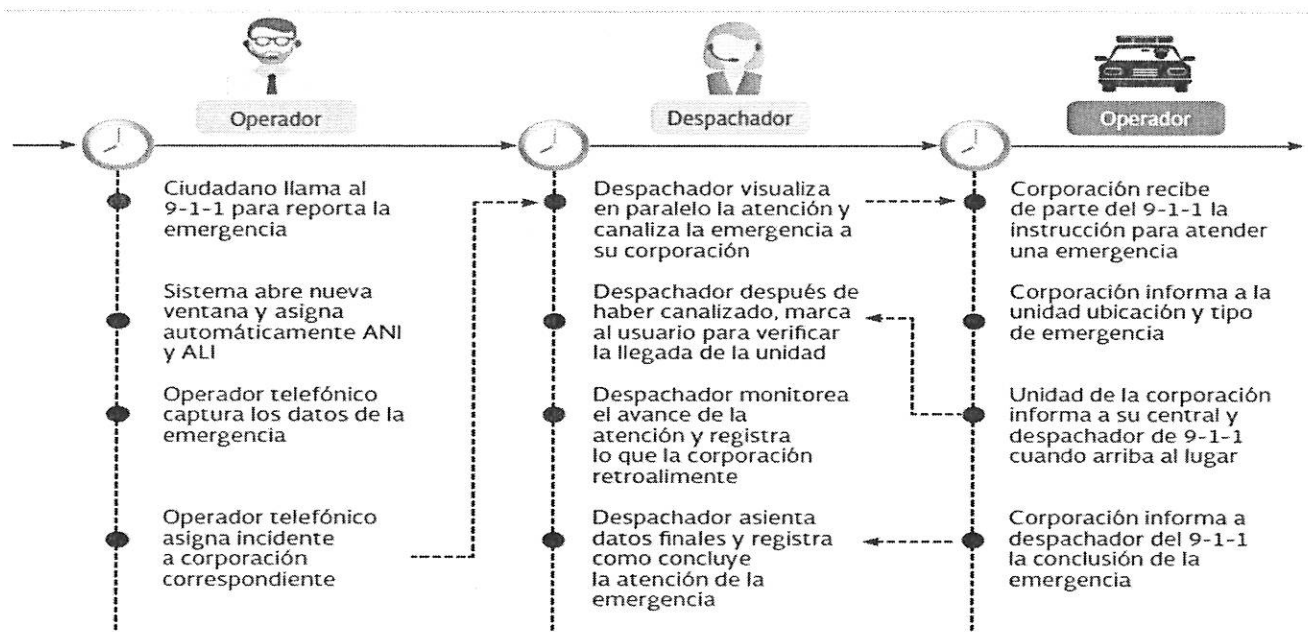 Operador
Ciudadano llama al
9-1-1 para reporta la
emergencia
Sistema abre nueva
ventana y asigna
automáticamente ANI
y ALI
Operador telefónico
captura los datos de la
emergencia
Operador telefónico
asigna incidente
a corporación
correspondiente
Despachador
Despachador visualiza
en paralelo la atención y
canaliza la emergencia a
su corporación
Despachador después de
haber canalizado, marca
al usuario para verificar
la llegada de la unidad
Despachador monitorea
el avance de la
atención y registra
lo que la corporación
retroalimente
Despachador asienta
datos finales y registra
como concluye
la atención de la
emergencia
Operador
Corporación recibe
de parte del 9-1-1 la
instrucción para atender
una emergencia
Corporación informa a la
unidad ubicación y tipo
de emergencia
Unidad de la corporación
informa a su central y
despachador de 9-1-1
cuando arriba al lugar
Corporación informa a
despachador del 9-1-1
la conclusión de la
emergencia